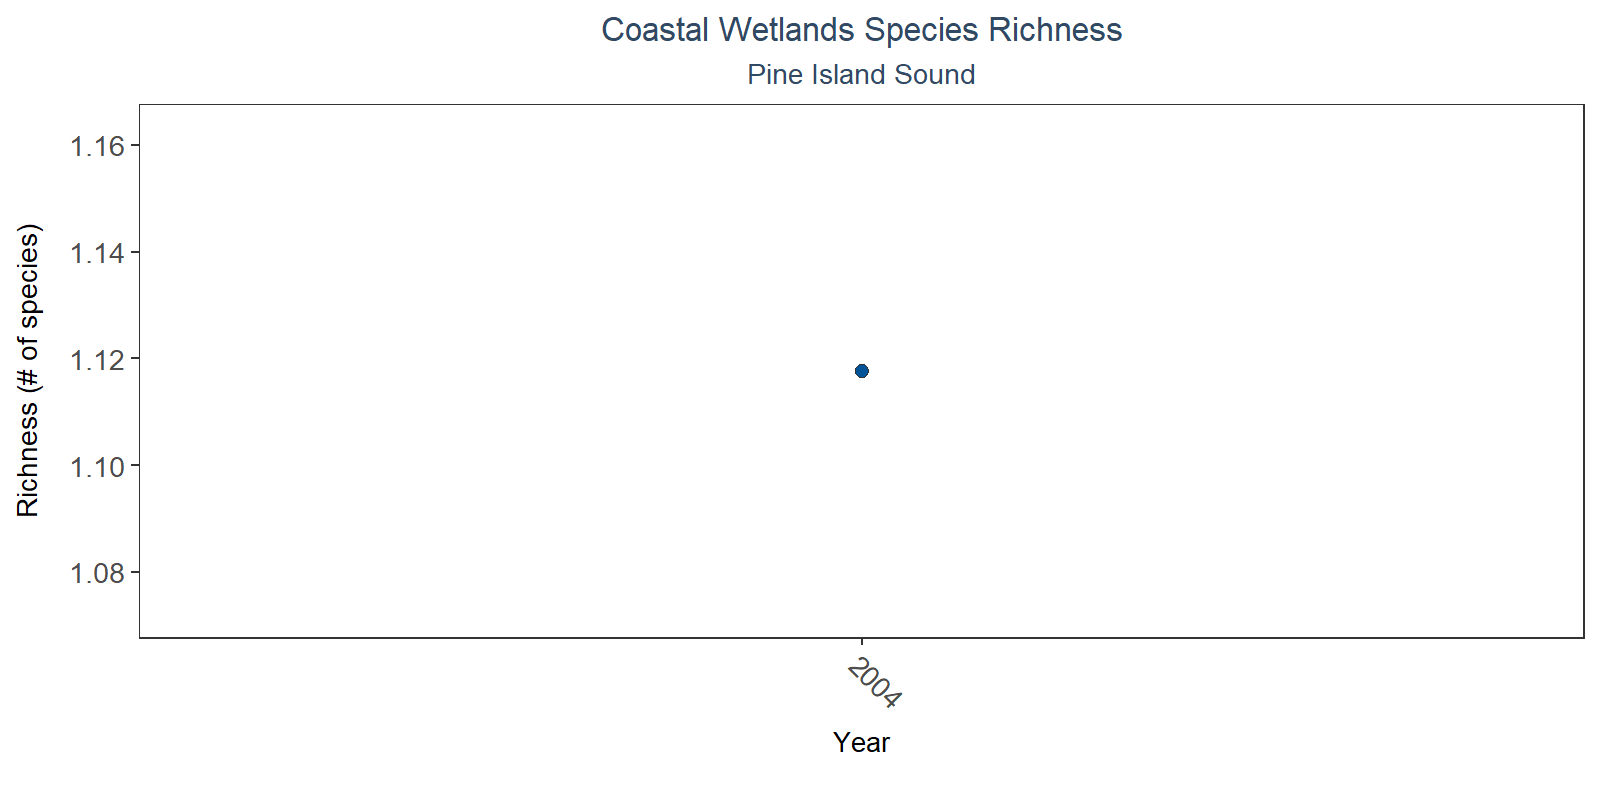 Coastal Wetlands Species Richness
Pine Island Sound
Richness (# of species)
1.16
1.14
1.12
1.10
1.08
2004
Year